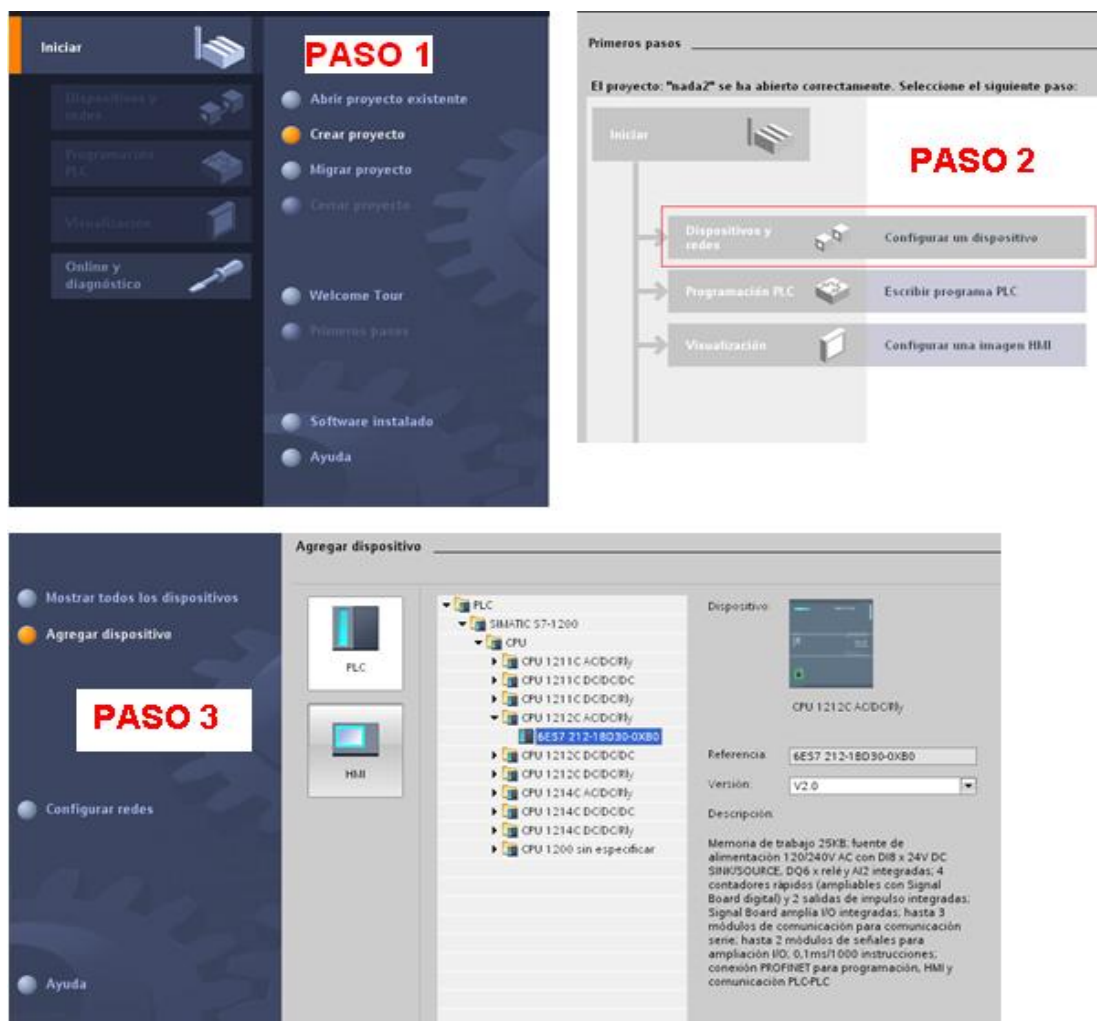 Iniciar
PASO 1
Dispositivos y
redes
Abrir proyecto existente
Crear proyecto
Programación
PLC
Migrar proyecto
Cerrar proyecto
Visualización
Online y
diagnóstico
Welcome Tour
Primeros pasos
Software instalado
Ayuda
Primeros pasos
El proyecto: "nada2" se ha abierto correctamente. Seleccione el siguiente paso:
Iniciar
PASO 2
Dispositivos y
redes
Configurar un dispositivo
Programación PLC
Escribir programa PLC
Visualización
Configurar una imagen HMI
Agregar dispositivo
Mostrar todos los dispositivos
Agregar dispositivo
PASO 3
Configurar redes
Ayuda
PLC
HMI
PLC
SIMATIC S7-1200
CPU
CPU 1211C AC/DC/Rly
CPU 1211C DC/DC/DC
CPU 1211C DC/DC/Rly
CPU 1212C AC/DC/Rly
6ES7 212-1BD30-0XB0
CPU 1212C DC/DC/DC
CPU 1212C DC/DC/Rly
CPU 1214C AC/DC/Rly
CPU 1214C DC/DC/DC
CPU 1214C DC/DC/Rly
CPU 1200 sin especificar
Dispositivo:
CPU 1212C AC/DC/Rly
Referencia: 6ES7 212-1BD30-0XB0
Versión: V2.0
Descripción:
Memoria de trabajo 25KB; fuente de
alimentación 120/240V AC con DI8 x 24V DC
SINK/SOURCE, DQ6 x relé y AI2 integradas; 4
contadores rápidos (ampliables con Signal
Board digital) y 2 salidas de impulso integradas;
Signal Board amplía I/O integradas; hasta 3
módulos de comunicación para comunicación
serie; hasta 2 módulos de señales para
ampliación I/O; 0,1ms/1000 instrucciones;
conexión PROFINET para programación, HMI y
comunicación PLC-PLC